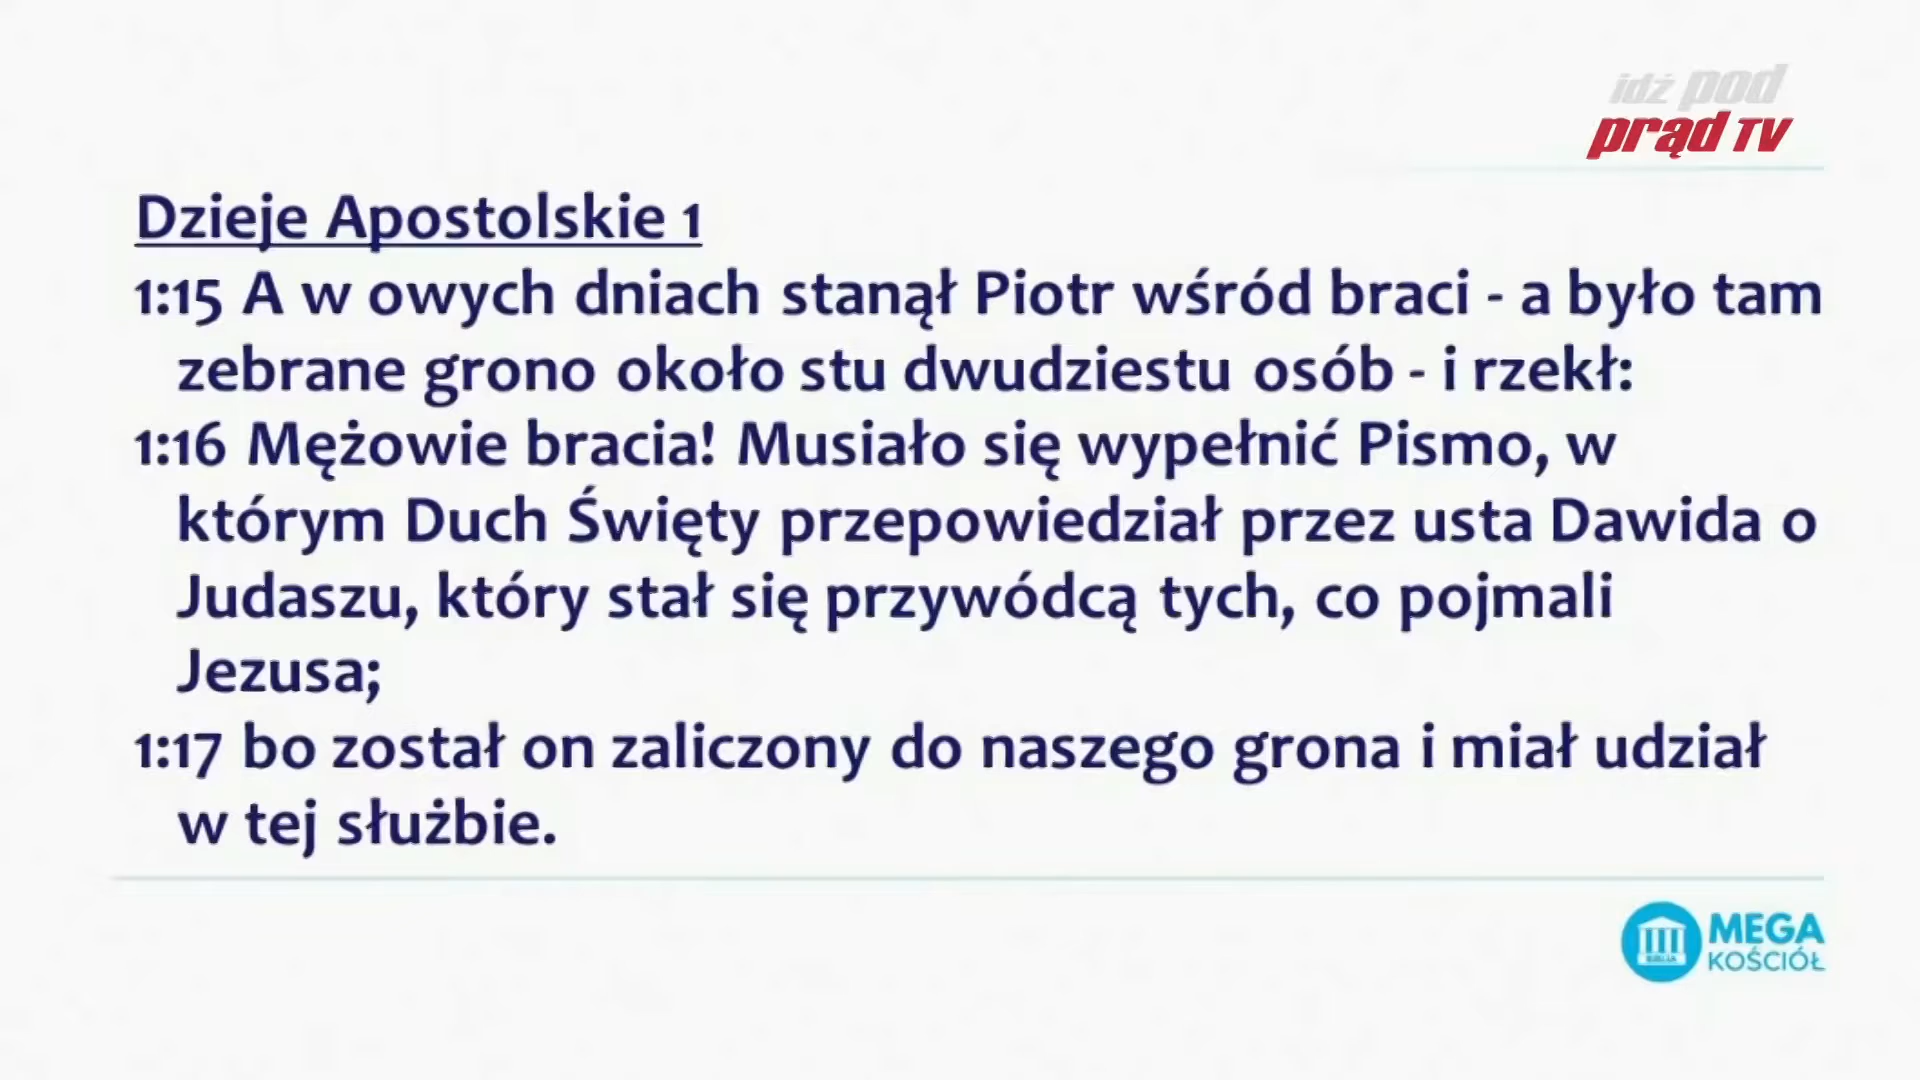 idź pod
prąd TV
Dzieje Apostolskie 1
1:15 A w owych dniach stanął Piotr wśród braci - a było tam
zebrane grono około stu dwudziestu osób - i rzekł:
1:16 Mężowie bracia! Musiało się wypełnić Pismo, w
którym Duch Święty przepowiedział przez usta Dawida o
Judaszu, który stał się przywódcą tych, co pojmali
Jezusa;
1:17 bo został on zaliczony do naszego grona i miał udział
w tej służbie.
BIBLIA
MEGA
KOŚCIÓŁ